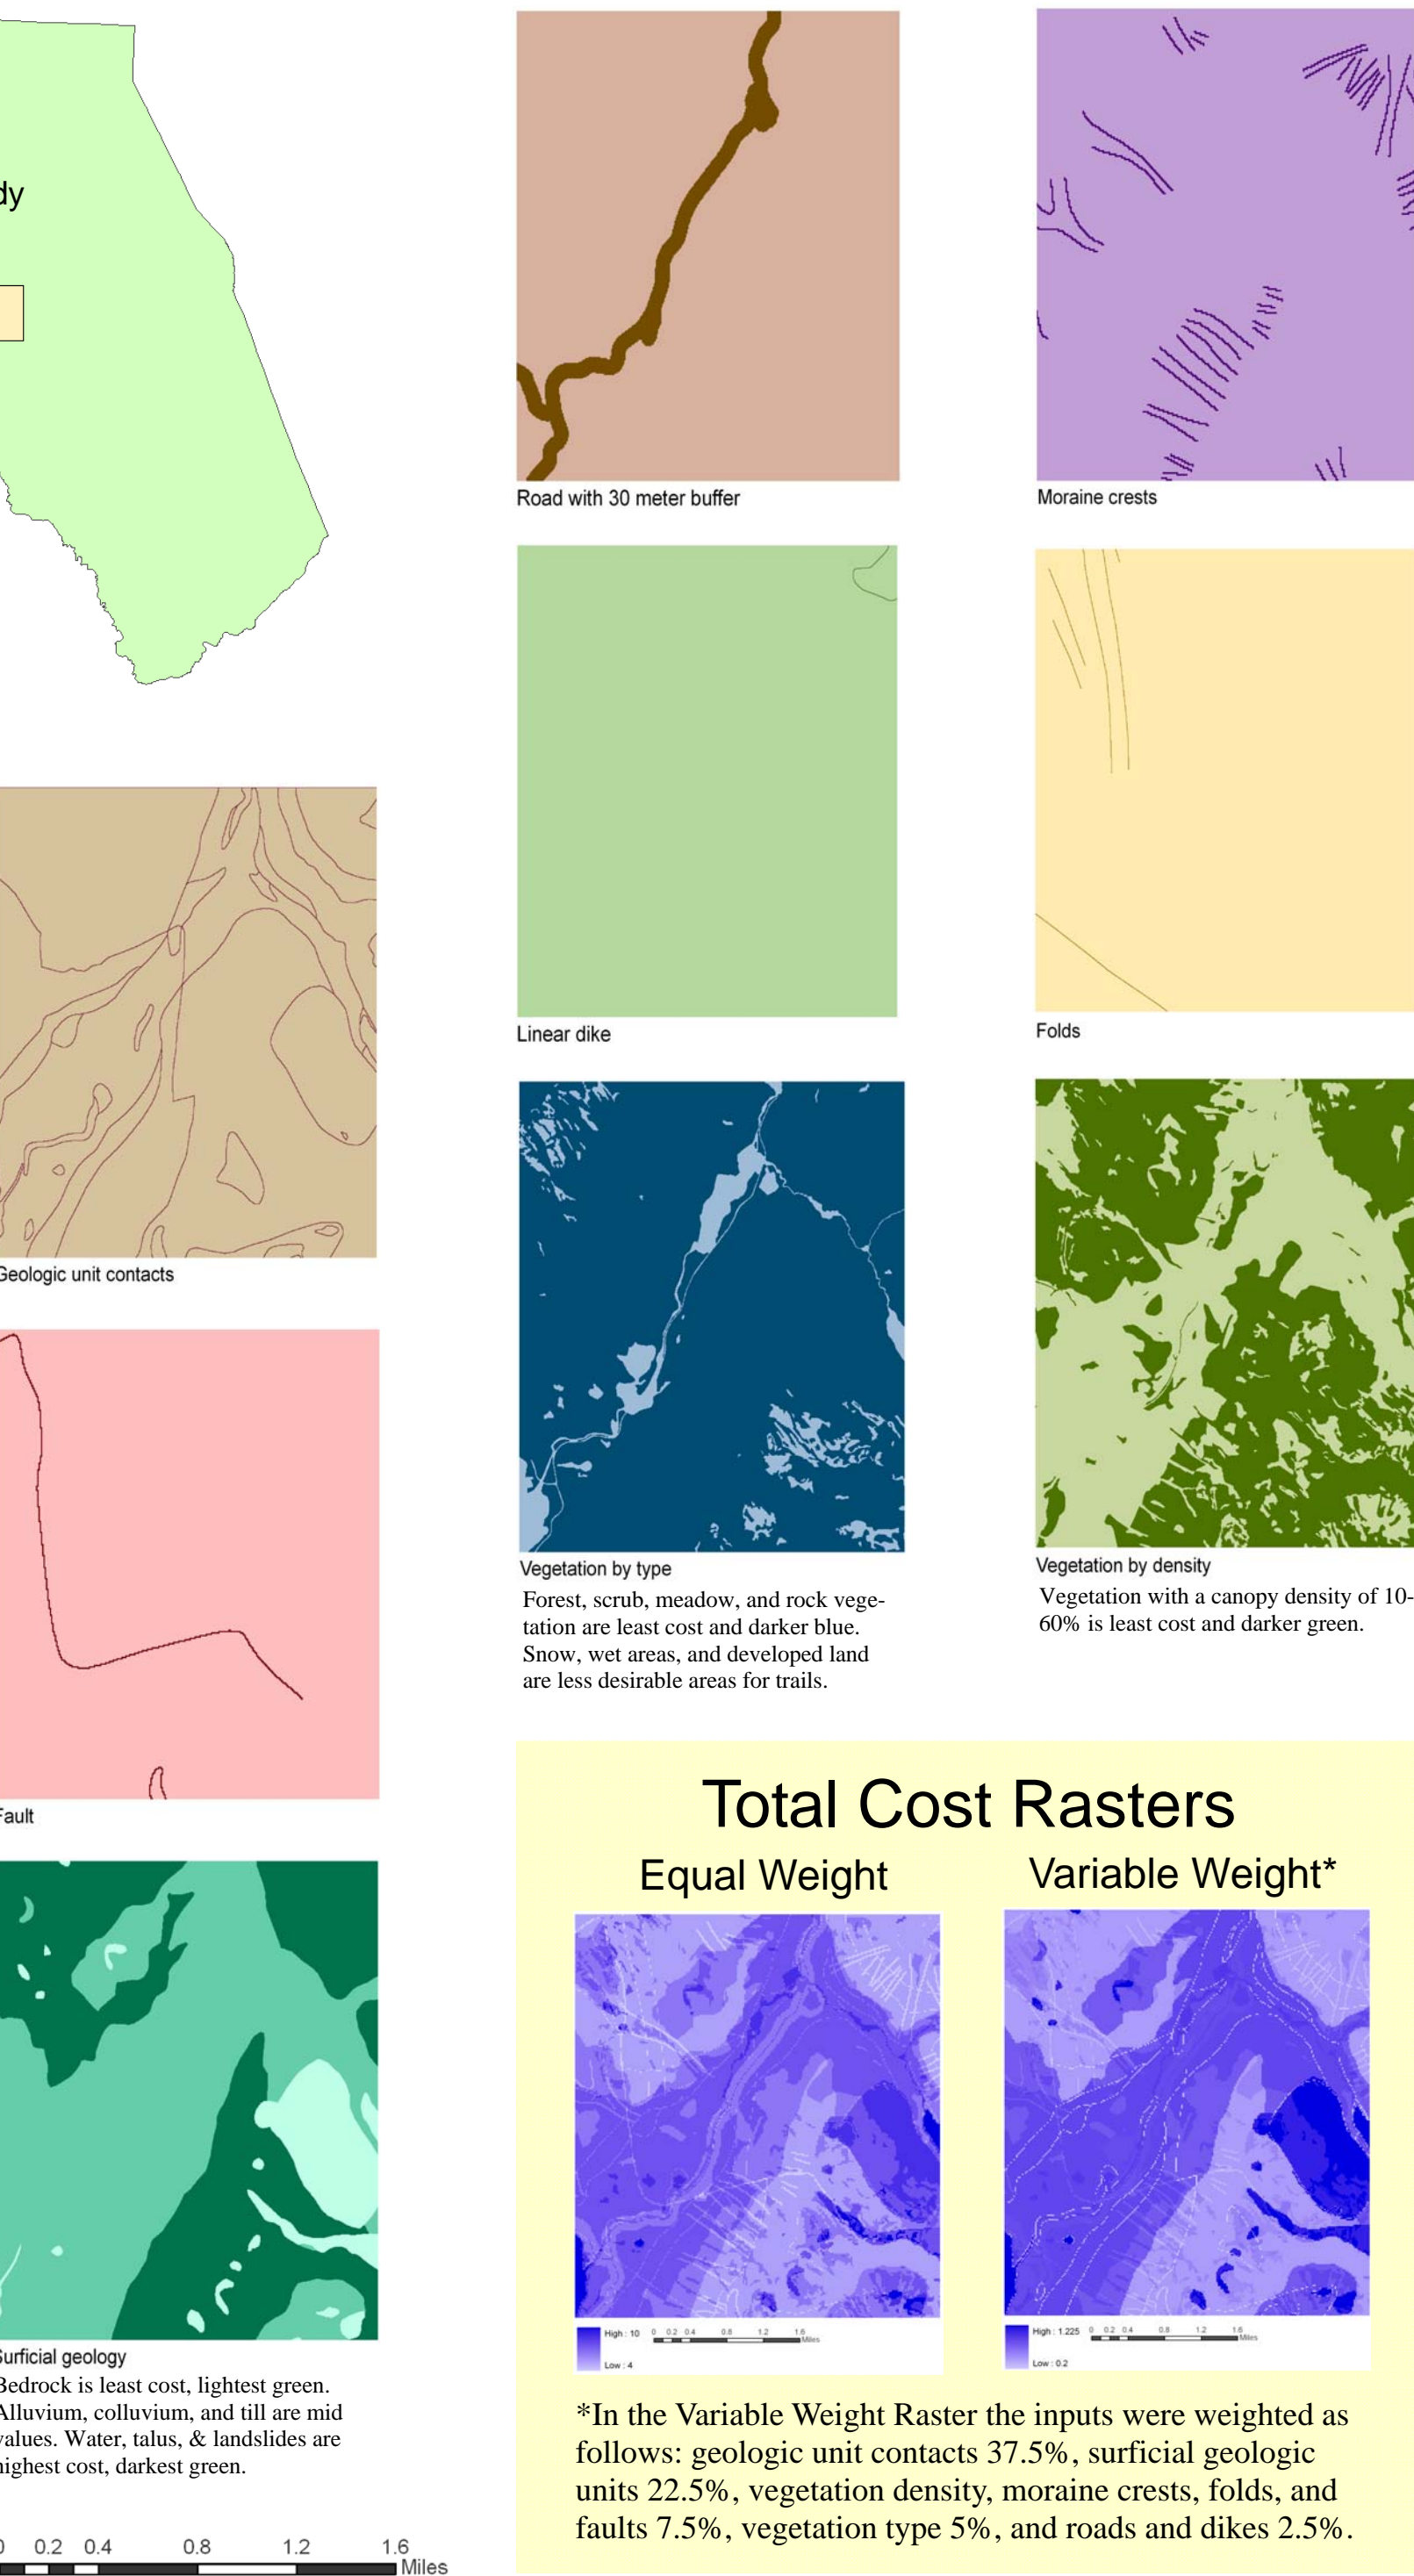 dy
Road with 30 meter buffer
Moraine crests
Linear dike
Folds
Geologic unit contacts
Vegetation by type
Forest, scrub, meadow, and rock vege-
tation are least cost and darker blue.
Snow, wet areas, and developed land
are less desirable areas for trails.
Vegetation by density
Vegetation with a canopy density of 10-
60% is least cost and darker green.
Fault
Surficial geology
Bedrock is least cost, lightest green.
Alluvium, colluvium, and till are mid
values. Water, talus, & landslides are
highest cost, darkest green.
0 0.2 0.4 0.8 1.2 1.6
Miles
Total Cost Rasters
Equal Weight
Variable Weight*
High : 10
Low : 4
0 0.2 0.4 0.8 1.2 1.6
Miles
High : 1.225
Low : 0.2
0 0.2 0.4 0.8 1.2 1.6
Miles
*In the Variable Weight Raster the inputs were weighted as
follows: geologic unit contacts 37.5%, surficial geologic
units 22.5%, vegetation density, moraine crests, folds, and
faults 7.5%, vegetation type 5%, and roads and dikes 2.5%.